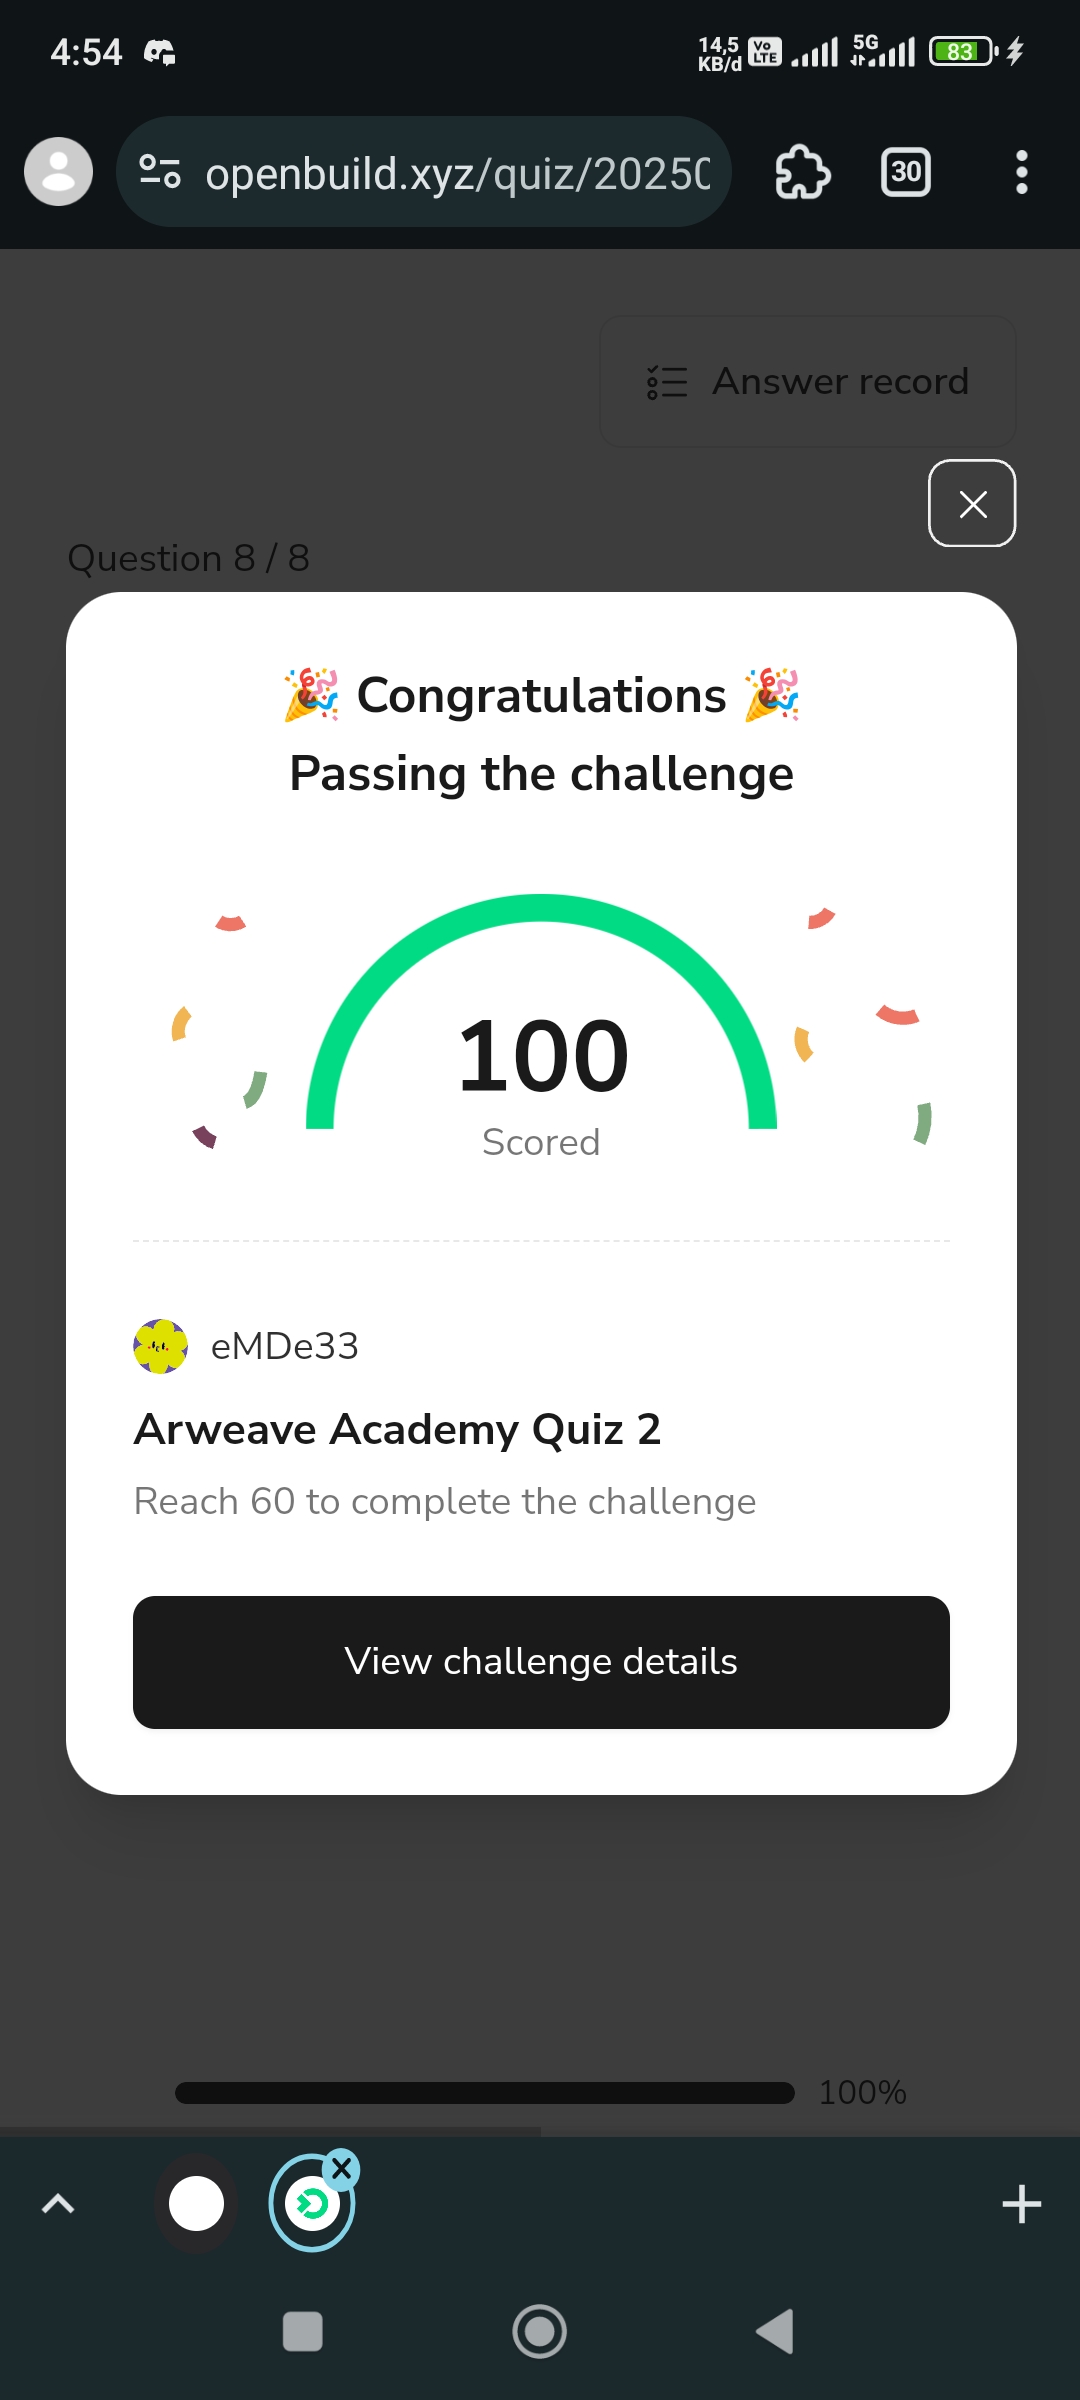 4:54
14,5
KB/d
Vo
LTE
5G
83
openbuild.xyz/quiz/2025
30
Answer record
Question 8 / 8
🎉 Congratulations 🎉
Passing the challenge
100
Scored
eMDe33
Arweave Academy Quiz 2
Reach 60 to complete the challenge
View challenge details
100%